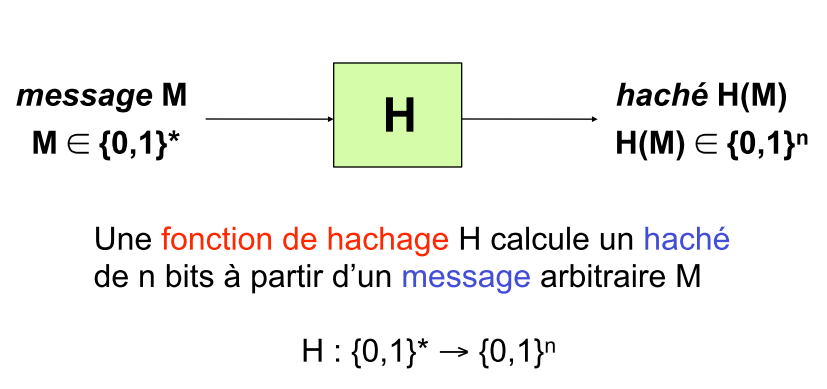 message M
M ∈ {0,1}*
H
haché H(M)
H(M) ∈ {0,1}ⁿ
Une fonction de hachage H calcule un haché
de n bits à partir d’un message arbitraire M
H : {0,1}* → {0,1}ⁿ